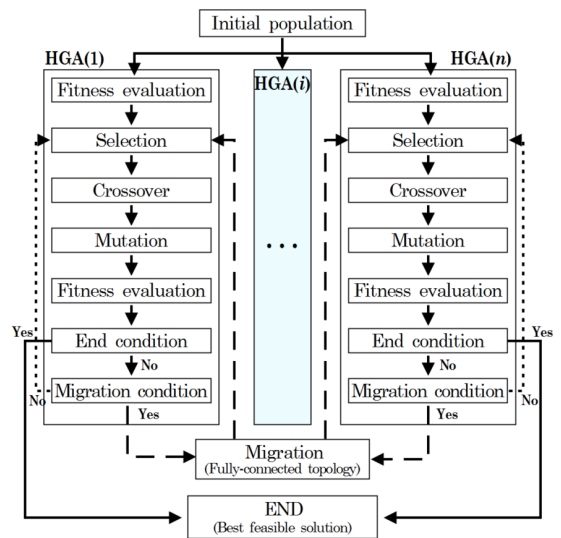 Initial population
HGA(1)
HGA(i)
HGA(n)
Fitness evaluation
Selection
Crossover
Mutation
Fitness evaluation
End condition
Yes
No
Migration condition
No
Yes
...
Fitness evaluation
Selection
Crossover
Mutation
Fitness evaluation
End condition
Yes
No
Migration condition
No
Yes
Migration
(Fully-connected topology)
END
(Best feasible solution)